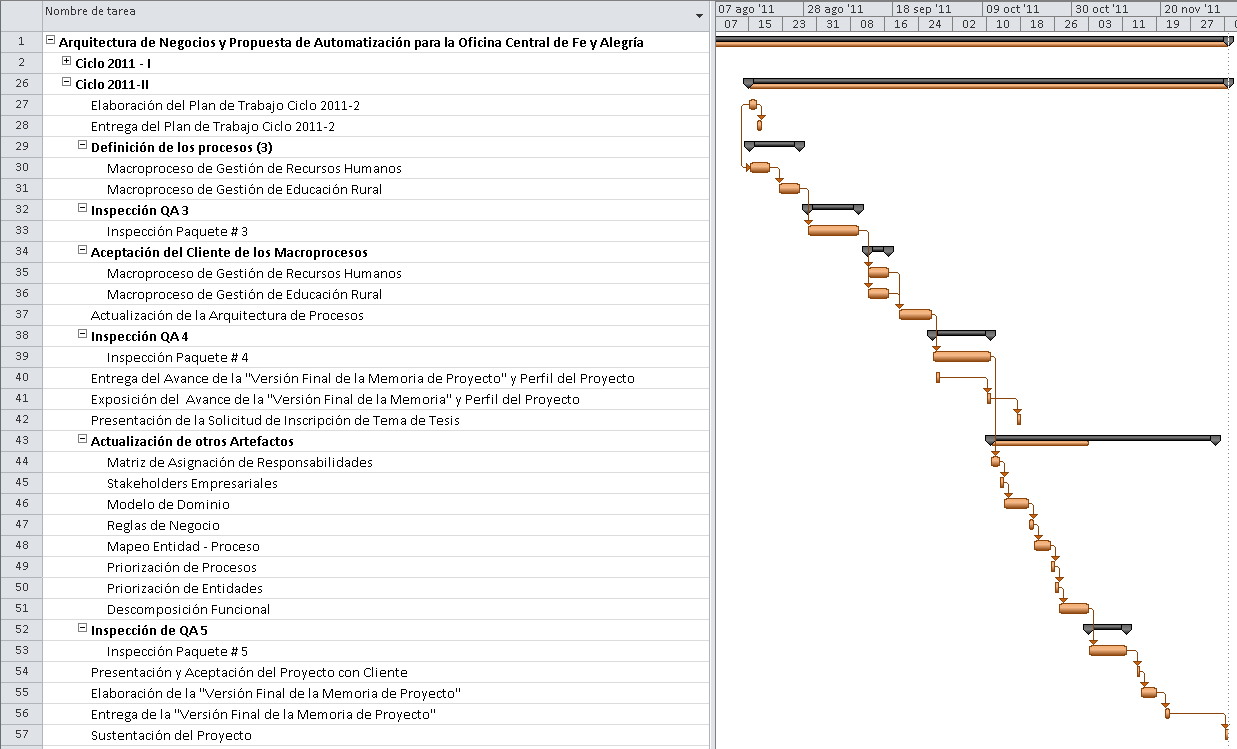 Nombre de tarea
07 ago '11 28 ago '11 18 sep '11 09 oct '11 30 oct '11 20 nov '11
07 15 23 31 08 16 24 02 10 18 26 03 11 19 27
1 Arquitectura de Negocios y Propuesta de Automatización para la Oficina Central de Fe y Alegría
2 Ciclo 2011 - I
26 Ciclo 2011-II
27 Elaboración del Plan de Trabajo Ciclo 2011-2
28 Entrega del Plan de Trabajo Ciclo 2011-2
29 Definición de los procesos (3)
30 Macroproceso de Gestión de Recursos Humanos
31 Macroproceso de Gestión de Educación Rural
32 Inspección QA 3
33 Inspección Paquete # 3
34 Aceptación del Cliente de los Macroprocesos
35 Macroproceso de Gestión de Recursos Humanos
36 Macroproceso de Gestión de Educación Rural
37 Actualización de la Arquitectura de Procesos
38 Inspección QA 4
39 Inspección Paquete # 4
40 Entrega del Avance de la "Versión Final de la Memoria de Proyecto" y Perfil del Proyecto
41 Exposición del Avance de la "Versión Final de la Memoria" y Perfil del Proyecto
42 Presentación de la Solicitud de Inscripción de Tema de Tesis
43 Actualización de otros Artefactos
44 Matriz de Asignación de Responsabilidades
45 Stakeholders Empresariales
46 Modelo de Dominio
47 Reglas de Negocio
48 Mapeo Entidad - Proceso
49 Priorización de Procesos
50 Priorización de Entidades
51 Descomposición Funcional
52 Inspección de QA 5
53 Inspección Paquete # 5
54 Presentación y Aceptación del Proyecto con Cliente
55 Elaboración de la "Versión Final de la Memoria de Proyecto"
56 Entrega de la "Versión Final de la Memoria de Proyecto"
57 Sustentación del Proyecto